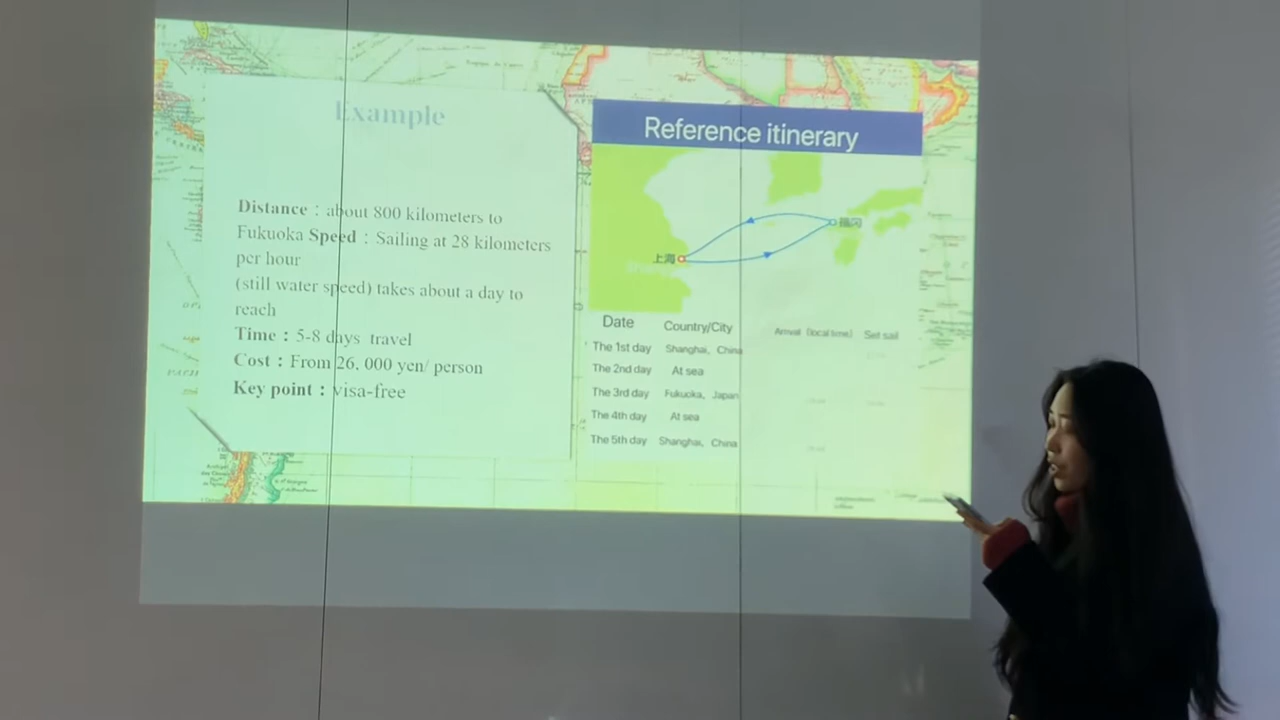 Example
Distance：about 800 kilometers to
Fukuoka Speed：Sailing at 28 kilometers
per hour
(still water speed) takes about a day to
reach
Time：5-8 days travel
Cost：From 26, 000 yen/ person
Key point：visa-free
Reference itinerary
福冈
上海
Date Country/City Arrival (local time) Set sail
The 1st day Shanghai, China
The 2nd day At sea
The 3rd day Fukuoka, Japan
The 4th day At sea
The 5th day Shanghai, China